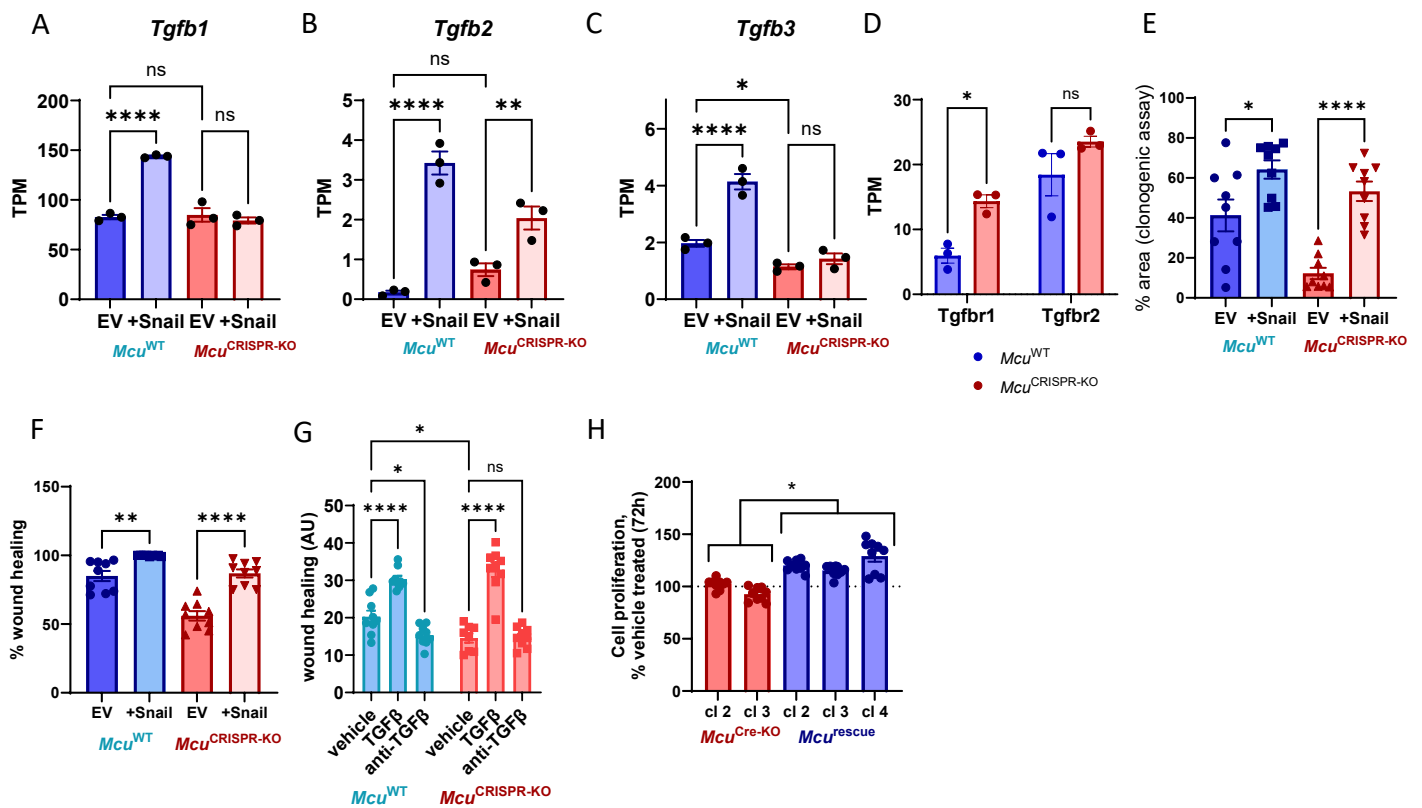 A
Tgfb1
ns
****
ns
TPM
200
150
100
50
0
EV +Snail EV +Snail
Mcu^WT Mcu^CRISPR-KO
B
Tgfb2
ns
****
**
TPM
5
4
3
2
1
0
EV +Snail EV +Snail
Mcu^WT Mcu^CRISPR-KO
C
Tgfb3
*
****
ns
TPM
6
4
2
0
EV +Snail EV +Snail
Mcu^WT Mcu^CRISPR-KO
D
*
ns
TPM
30
20
10
0
Tgfbr1 Tgfbr2
Mcu^WT
Mcu^CRISPR-KO
E
*
****
% area (clonogenic assay)
100
80
60
40
20
0
EV +Snail EV +Snail
Mcu^WT Mcu^CRISPR-KO
F
**
****
% wound healing
150
100
50
0
EV +Snail EV +Snail
Mcu^WT Mcu^CRISPR-KO
G
*
*
ns
****
****
wound healing (AU)
50
40
30
20
10
0
vehicle
TGFβ
anti-TGFβ
vehicle
TGFβ
anti-TGFβ
Mcu^WT Mcu^CRISPR-KO
H
*
Cell proliferation,
% vehicle treated (72h)
200
150
100
50
0
cl 2 cl 3 cl 2 cl 3 cl 4
Mcu^Cre-KO Mcu^rescue